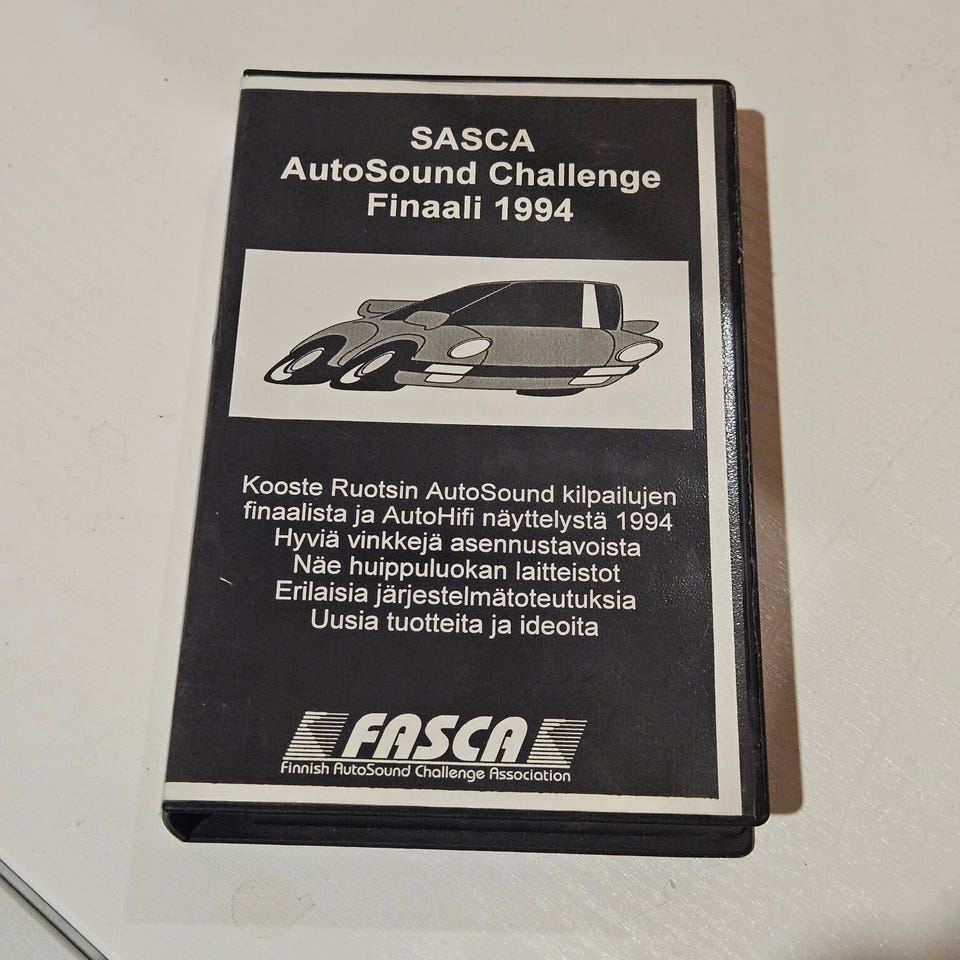 SASCA
AutoSound Challenge
Finaali 1994
Kooste Ruotsin AutoSound kilpailujen
finaalista ja AutoHifi näyttelystä 1994
Hyviä vinkkejä asennustavoista
Näe huippuluokan laitteistot
Erilaisia järjestelmätoteutuksia
Uusia tuotteita ja ideoita
FASCA
Finnish AutoSound Challenge Association